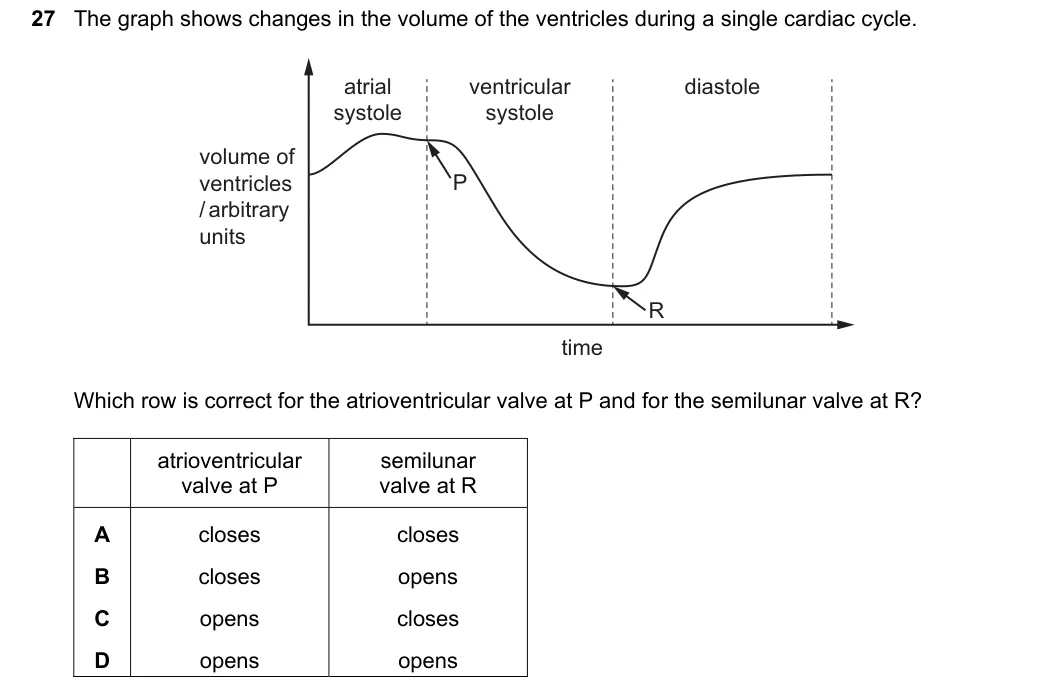 27 The graph shows changes in the volume of the ventricles during a single cardiac cycle.
atrial
systole
ventricular
systole
diastole
volume of
ventricles
/ arbitrary
units
P
R
time
Which row is correct for the atrioventricular valve at P and for the semilunar valve at R?
atrioventricular
valve at P
semilunar
valve at R
A closes closes
B closes opens
C opens closes
D opens opens